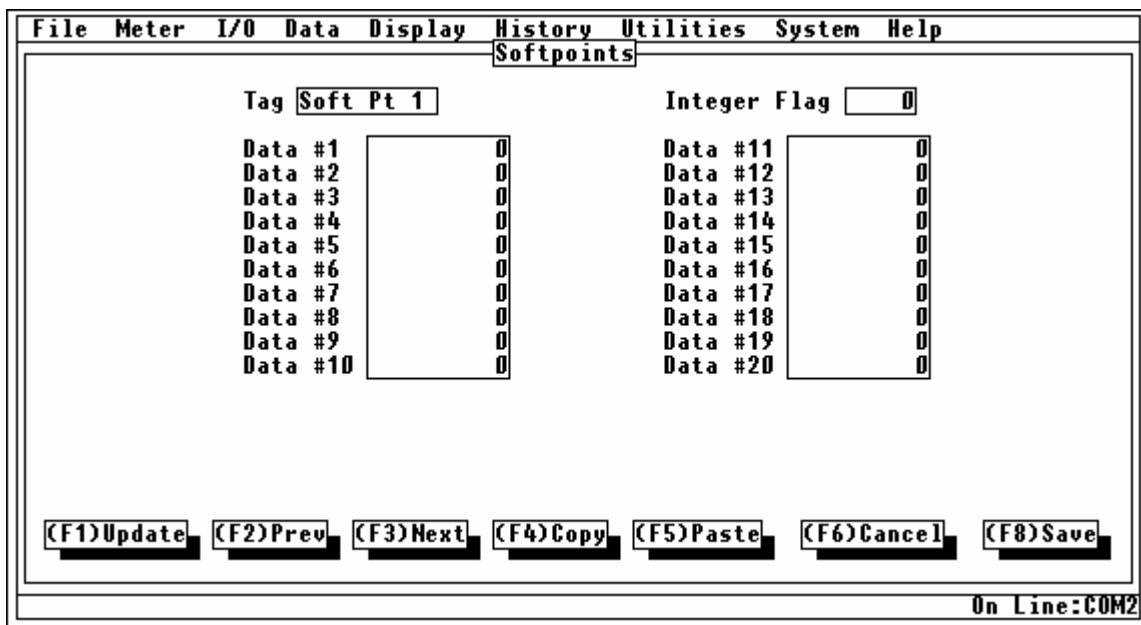 File Meter I/O Data Display History Utilities System Help
Softpoints
Tag Soft Pt 1 Integer Flag 0
Data #1 0 Data #11 0
Data #2 0 Data #12 0
Data #3 0 Data #13 0
Data #4 0 Data #14 0
Data #5 0 Data #15 0
Data #6 0 Data #16 0
Data #7 0 Data #17 0
Data #8 0 Data #18 0
Data #9 0 Data #19 0
Data #10 0 Data #20 0
(F1)Update (F2)Prev (F3)Next (F4)Copy (F5)Paste (F6)Cancel (F8)Save
On Line:COM2